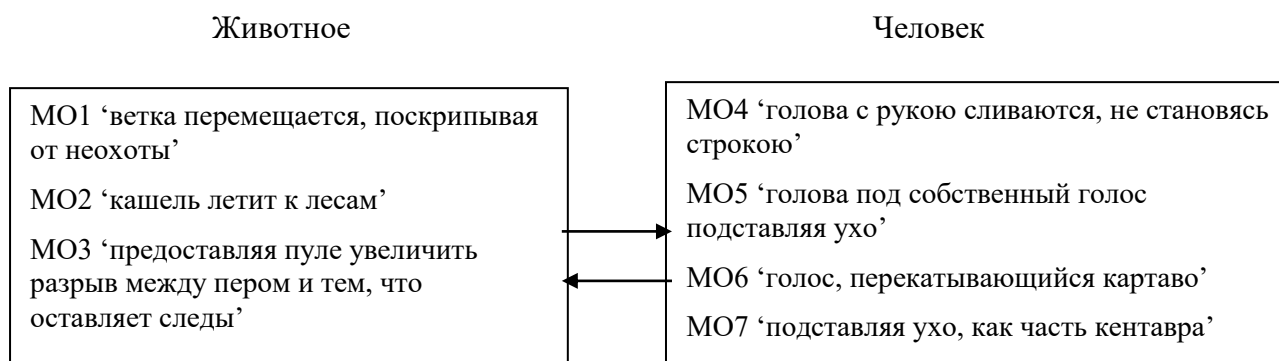 Животное
Человек
МО1 ‘ветка перемещается, поскрипывая
от неохоты’
МО2 ‘кашель летит к лесам’
МО3 ‘предоставляя пуле увеличить
разрыв между пером и тем, что
оставляет следы’
МО4 ‘голова с рукою сливаются, не становясь
строкою’
МО5 ‘голова под собственный голос
подставляя ухо’
МО6 ‘голос, перекатывающийся картаво’
МО7 ‘подставляя ухо, как часть кентавра’